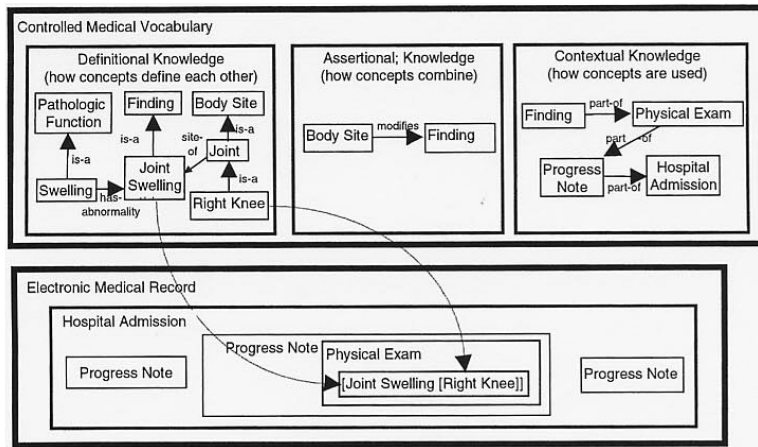 Controlled Medical Vocabulary
Definitional Knowledge
(how concepts define each other)
Pathologic
Function
Finding
Body Site
is-a
is-a
is-a
site-
of
Joint
Swelling
Joint
Swelling
has-
abnormality
is-a
Right Knee
Assertional; Knowledge
(how concepts combine)
Body Site
modifies
Finding
Contextual Knowledge
(how concepts are used)
Finding
part-of
Physical Exam
part -of
Progress
Note
part-of
Hospital
Admission
Electronic Medical Record
Hospital Admission
Progress Note
Progress Note
Physical Exam
[Joint Swelling [Right Knee]]
Progress Note